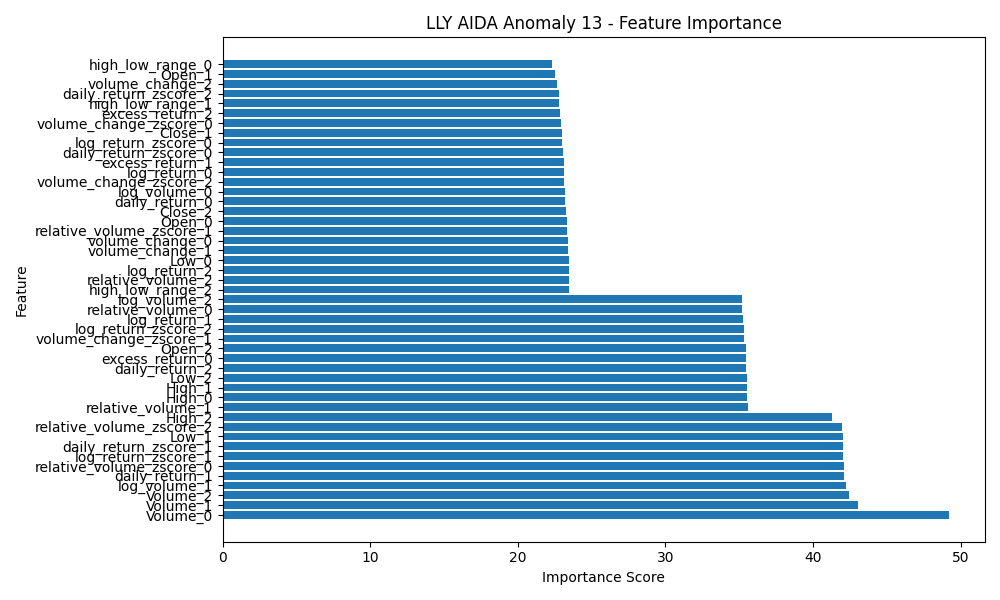 LLY AIDA Anomaly 13 - Feature Importance
high_low_range_0
Open_1
volume_change_2
daily_return_zscore_2
high_low_range_1
excess_return_2
volume_change_zscore_0
Close_1
log_return_zscore_0
daily_return_zscore_0
excess_return_1
log_return_0
volume_change_zscore_2
log_volume_0
daily_return_0
Close_2
Open_0
relative_volume_zscore_1
volume_change_0
volume_change_1
Low_0
log_return_2
relative_volume_2
high_low_range_2
log_volume_2
relative_volume_0
log_return_1
log_return_zscore_2
volume_change_zscore_1
Open_2
excess_return_0
daily_return_2
Low_2
High_1
High_0
relative_volume_1
High_2
relative_volume_zscore_2
Low_1
daily_return_zscore_1
log_return_zscore_1
relative_volume_zscore_0
daily_return_1
log_volume_1
Volume_2
Volume_1
Volume_0
Feature
0 10 20 30 40 50
Importance Score